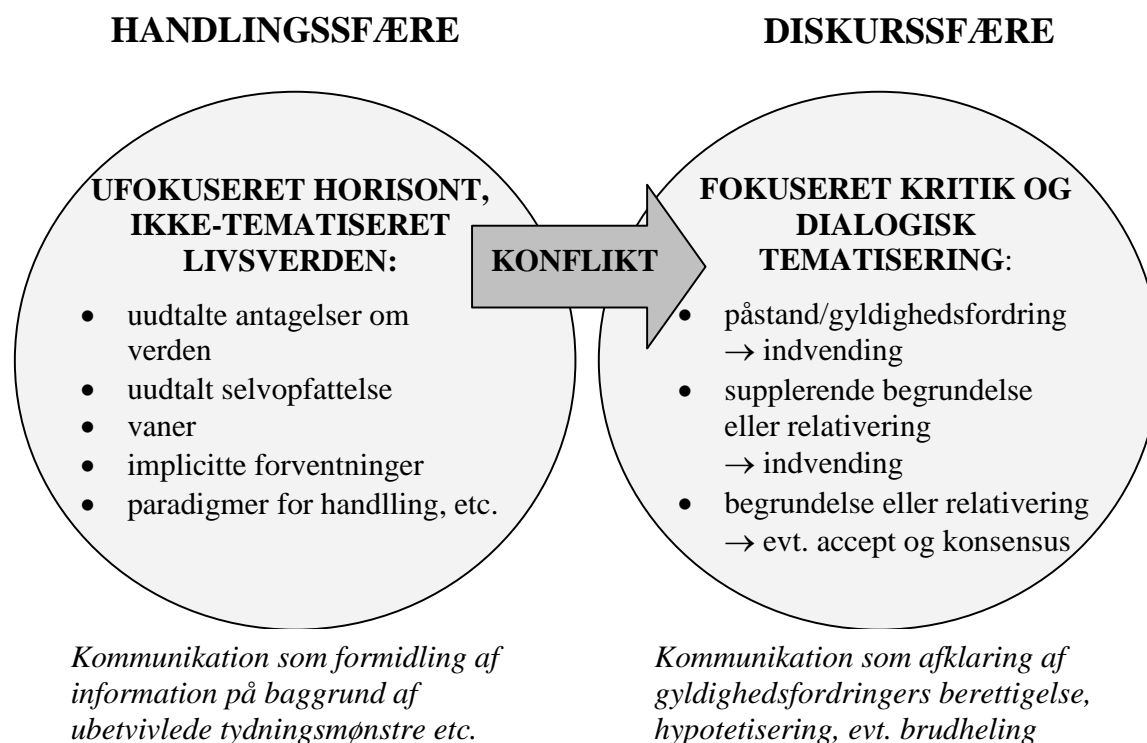 HANDLINGSSFÆRE
DISKURSSFÆRE
UFOKUSERET HORISONT,
IKKE-TEMATISERET
LIVSVERDEN:
• uudtalte antagelser om
verden
• uudtalt selvopfattelse
• vaner
• implicitte forventninger
• paradigmer for handlling, etc.
KONFLIKT
FOKUSERET KRITIK OG
DIALOGISK
TEMATISERING:
• påstand/gyldighedsfordring
→ indvending
• supplerende begrundelse
eller relativering
→ indvending
• begrundelse eller relativering
→ evt. accept og konsensus
Kommunikation som formidling af
information på baggrund af
ubetvivlede tydningsmønstre etc.
Kommunikation som afklaring af
gyldighedsfordringers berettigelse,
hypotetisering, evt. brudheling